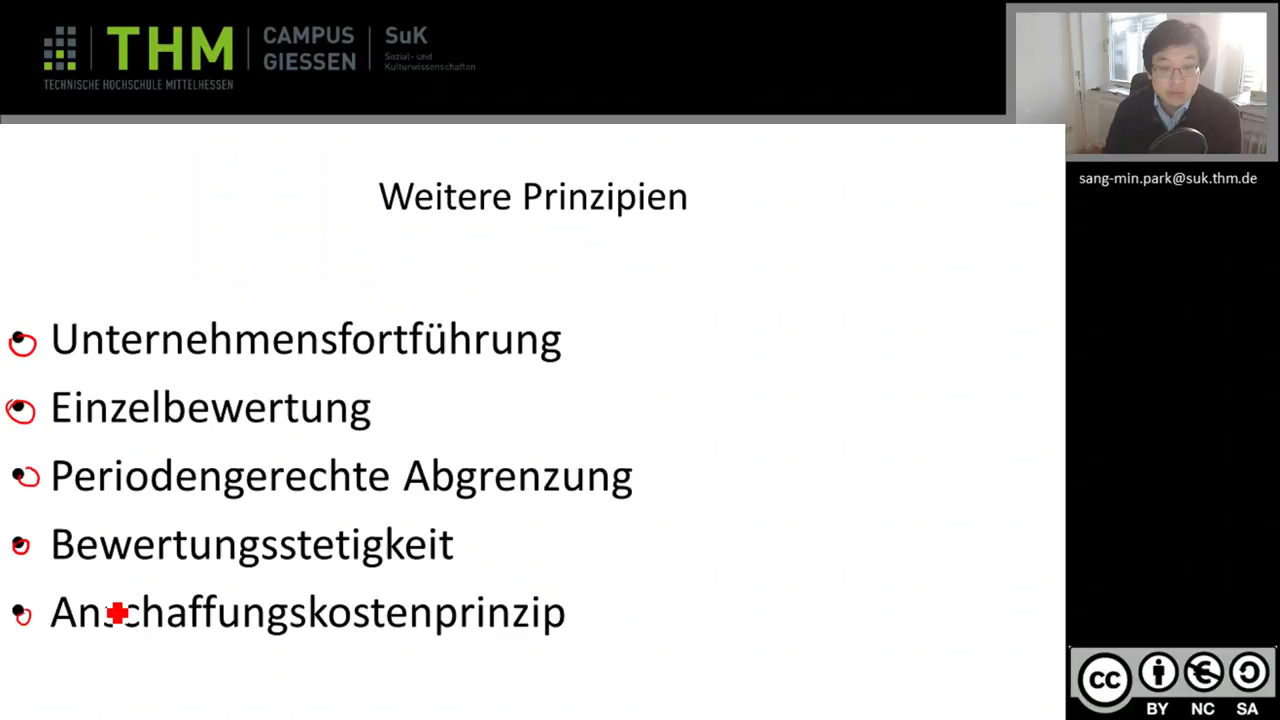 THM
CAMPUS
GIESSEN
SuK
Sozial- und
Kulturwissenschaften
TECHNISCHE HOCHSCHULE MITTELHESSEN
sang-min.park@suk.thm.de
Weitere Prinzipien
Unternehmensfortführung
Einzelbewertung
Periodengerechte Abgrenzung
Bewertungsstetigkeit
Anschaffungskostenprinzip
cc
BY NC SA